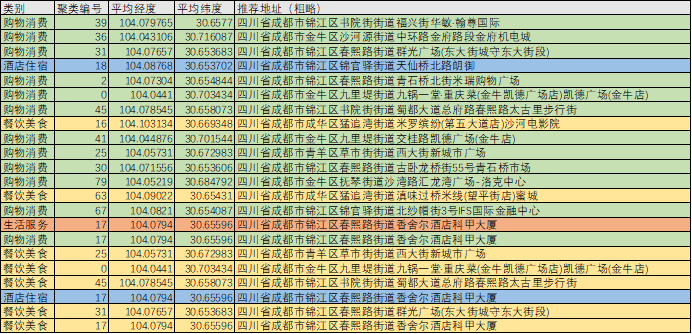 类别 聚类编号 平均经度 平均纬度 推荐地址（粗略）
购物消费 39 104.079765 30.6577 四川省成都市锦江区书院街街道福兴街华敏·翰尊国际
购物消费 36 104.043106 30.716087 四川省成都市金牛区沙河源街道中环路金府路段金府机电城
购物消费 31 104.07657 30.653683 四川省成都市锦江区春熙路街道群光广场(东大街城守东大街段)
酒店住宿 18 104.08768 30.653702 四川省成都市锦江区锦官驿街道天仙桥北路朗御
购物消费 2 104.07304 30.654844 四川省成都市锦江区春熙路街道青石桥北街米瑞购物广场
购物消费 0 104.0441 30.703434 四川省成都市金牛区九里堤街道九锅一堂·重庆菜(金牛凯德广场店)凯德广场(金牛店)
购物消费 45 104.078545 30.658073 四川省成都市锦江区书院街街道蜀都大道总府路春熙路太古里步行街
餐饮美食 16 104.103134 30.669348 四川省成都市成华区猛追湾街道米罗缤纷(第五大道店)沙河电影院
购物消费 41 104.044876 30.701544 四川省成都市金牛区九里堤街道交桂路凯德广场(金牛店)
购物消费 25 104.05731 30.672983 四川省成都市青羊区草市街街道西大街新城市广场
购物消费 30 104.071556 30.653606 四川省成都市锦江区春熙路街道古卧龙桥街55号青石桥市场
购物消费 79 104.05219 30.684792 四川省成都市金牛区抚琴街道沙湾路汇龙湾广场-洛克中心
餐饮美食 63 104.09022 30.65431 四川省成都市成华区猛追湾街道滇味过桥米线(望平街店)蜜城
购物消费 67 104.0821 30.654087 四川省成都市锦江区锦官驿街道北纱帽街3号IFS国际金融中心
生活服务 17 104.0794 30.65596 四川省成都市锦江区春熙路街道香舍尔酒店科甲大厦
购物消费 17 104.0794 30.65596 四川省成都市锦江区春熙路街道香舍尔酒店科甲大厦
餐饮美食 25 104.05731 30.672983 四川省成都市青羊区草市街街道西大街新城市广场
餐饮美食 0 104.0441 30.703434 四川省成都市金牛区九里堤街道九锅一堂·重庆菜(金牛凯德广场店)凯德广场(金牛店)
餐饮美食 45 104.078545 30.658073 四川省成都市锦江区书院街街道蜀都大道总府路春熙路太古里步行街
酒店住宿 17 104.0794 30.65596 四川省成都市锦江区春熙路街道香舍尔酒店科甲大厦
餐饮美食 31 104.07657 30.653683 四川省成都市锦江区春熙路街道群光广场(东大街城守东大街段)
餐饮美食 17 104.0794 30.65596 四川省成都市锦江区春熙路街道香舍尔酒店科甲大厦